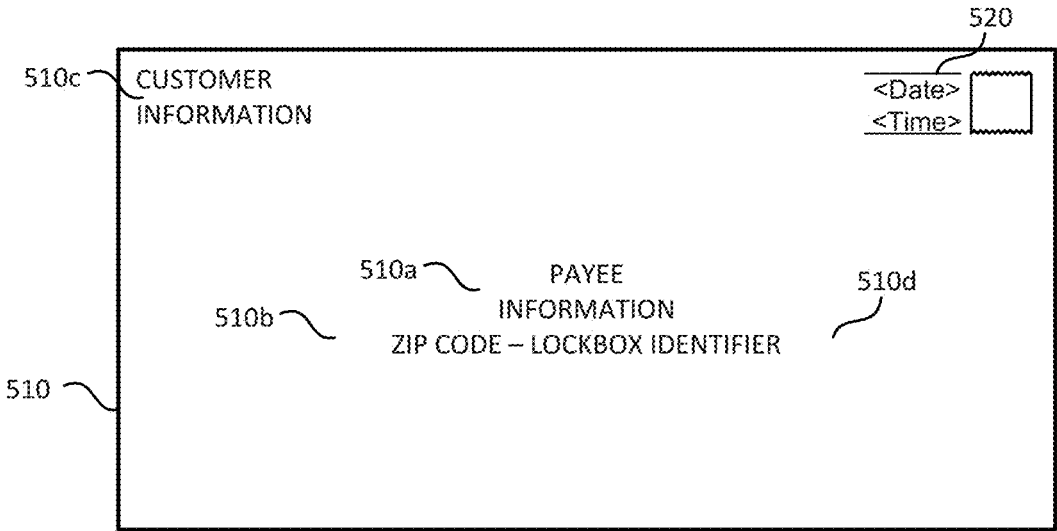 520
510c
CUSTOMER
INFORMATION
<Date>
<Time>
510a
PAYEE
INFORMATION
510d
510b
ZIP CODE – LOCKBOX IDENTIFIER
510